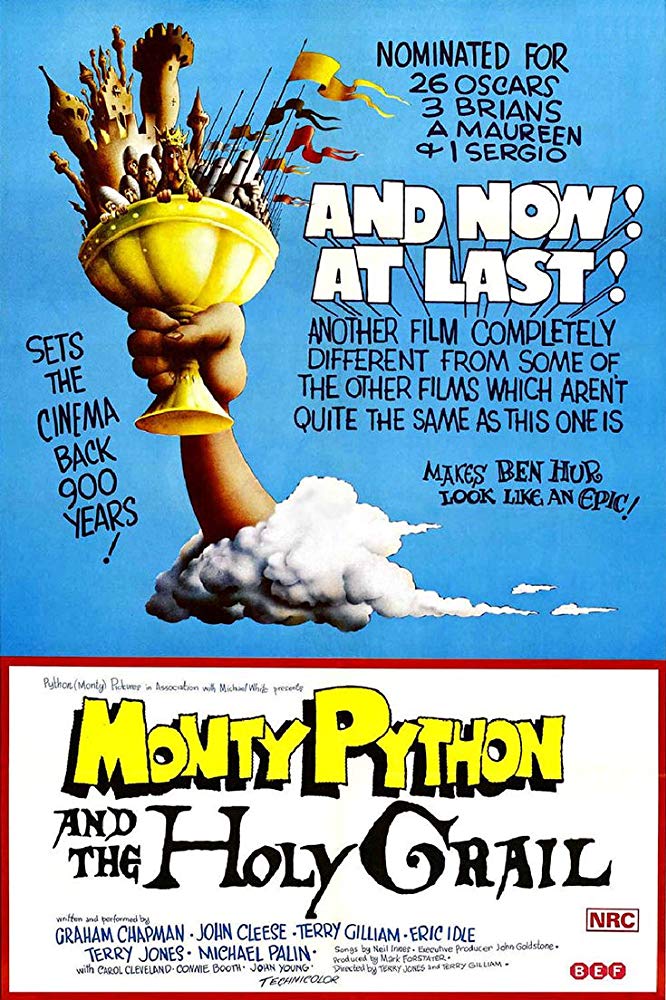 NOMINATED FOR
26 OSCARS
3 BRIANS
A MAUREEN
& 1 SERGIO
AND NOW!
AT LAST!
ANOTHER FILM COMPLETELY
DIFFERENT FROM SOME OF
THE OTHER FILMS WHICH AREN'T
QUITE THE SAME AS THIS ONE IS
SETS
THE
CINEMA
BACK
900
YEARS
!
MAKES BEN HUR
LOOK LIKE AN EPIC!
Python (Monty) Pictures in Association with Michael White presents
MONTY PYTHON
AND
THE HOLY GRAIL
written and performed by
GRAHAM CHAPMAN · JOHN CLEESE · TERRY GILLIAM · ERIC IDLE
TERRY JONES · MICHAEL PALIN ·
with CAROL CLEVELAND · CONNIE BOOTH · JOHN YOUNG ·
Songs by Neil Innes · Executive Producer John Goldstone ·
Produced by MARK FORSTATER ·
Directed by TERRY JONES and TERRY GILLIAM ·
TECHNICOLOR
NRC
BEF